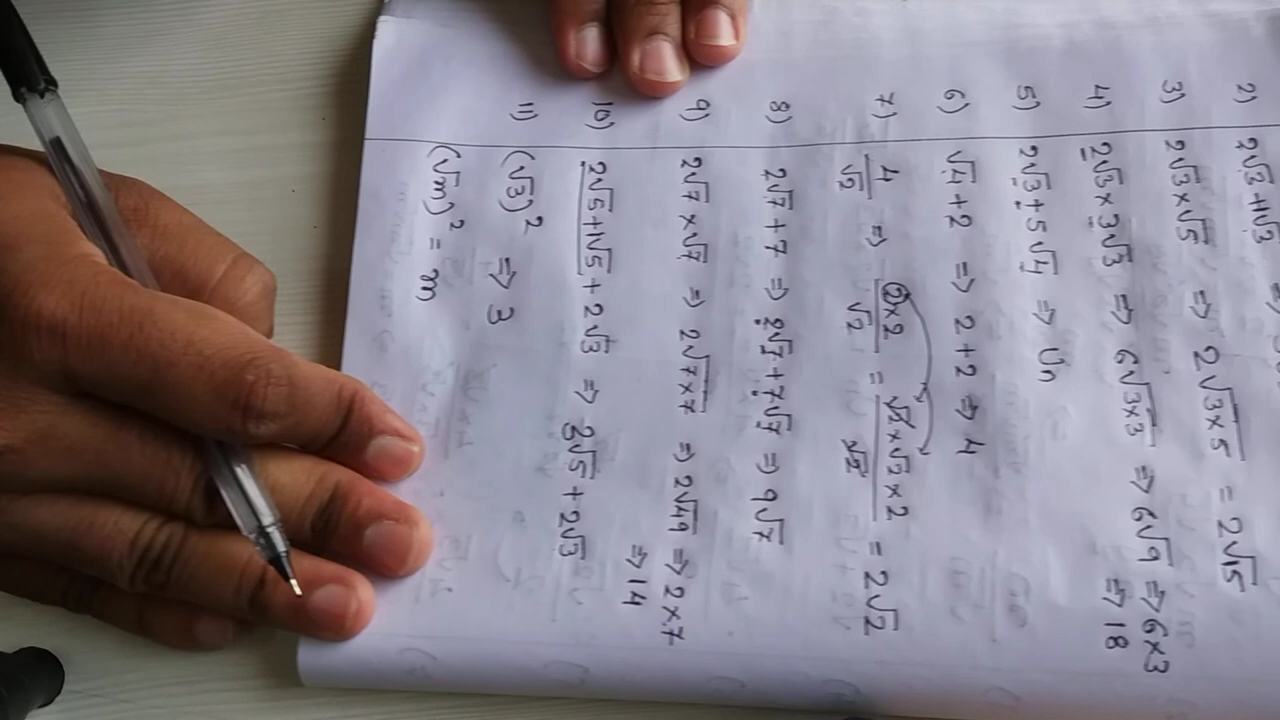 2) 2√3 + 1√3 ⇒
3) 2√3 × √5 ⇒ 2√3×5 = 2√15
4) 2√3 × 3√3 ⇒ 6√3×3 ⇒ 6√9 ⇒ 6×3
⇒ 18
5) 2√3 + 5√4 ⇒ Un
6) √4 + 2 ⇒ 2 + 2 ⇒ 4
7) 4/√2 ⇒ 2×2/√2 = √2×√2×2/√2 = 2√2
8) 2√7 + 7 ⇒ 2√7 + 7√7 ⇒ 9√7
9) 2√7 × √7 ⇒ 2√7×7 ⇒ 2√49 ⇒ 2×7
⇒ 14
10) 2√5 + 1√5 + 2√3 ⇒ 3√5 + 2√3
11) (√3)² ⇒ 3
(√m)² = m